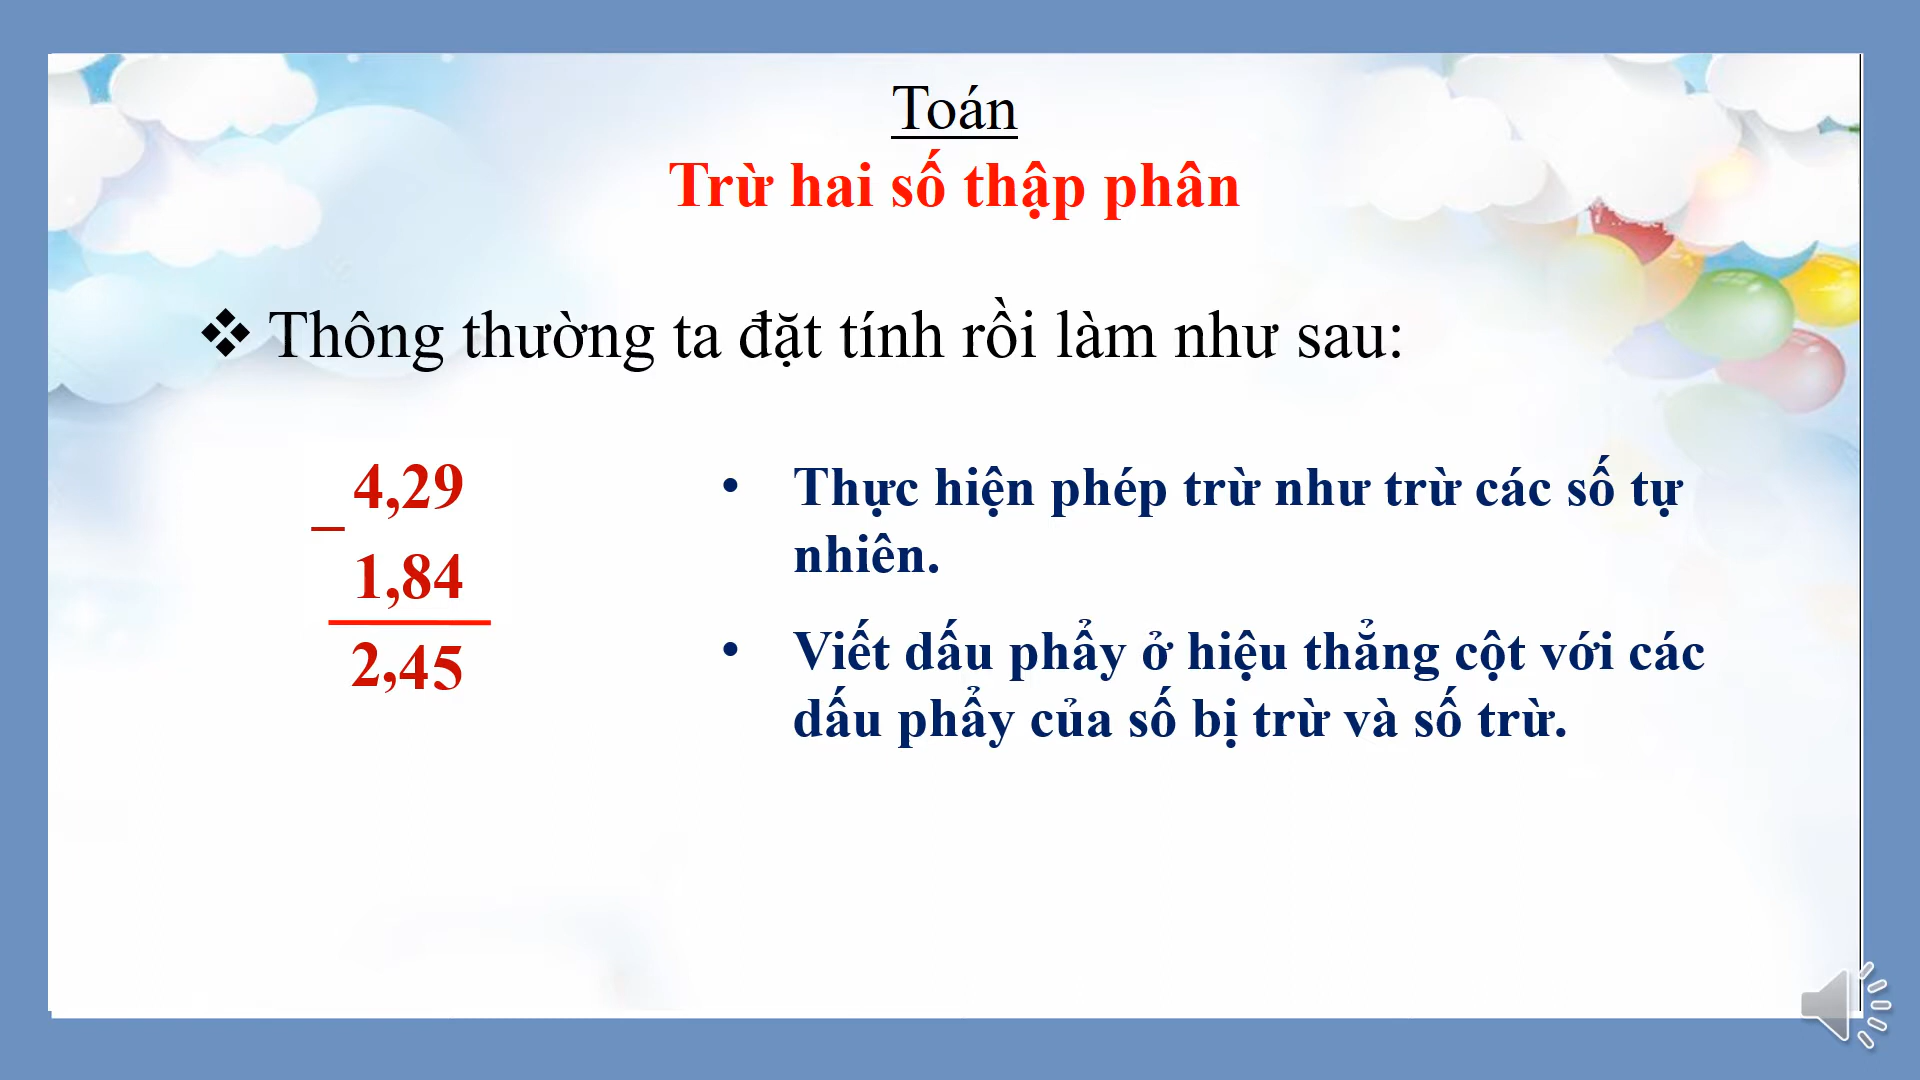 Toán
Trừ hai số thập phân
❖ Thông thường ta đặt tính rồi làm như sau:
4,29
_
1,84
2,45
• Thực hiện phép trừ như trừ các số tự
nhiên.
• Viết dấu phẩy ở hiệu thẳng cột với các
dấu phẩy của số bị trừ và số trừ.